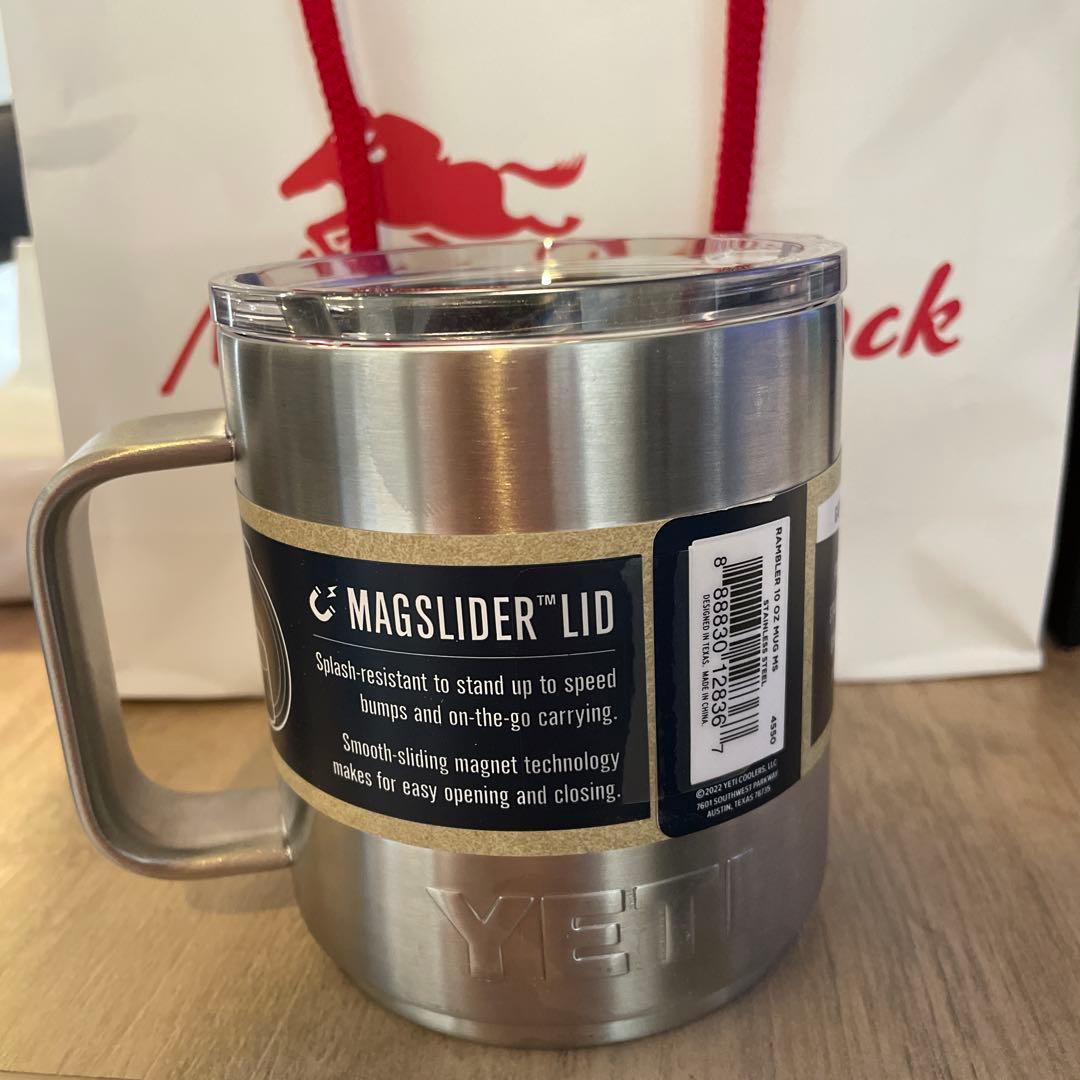 ck
MAGSLIDER™ LID
Splash-resistant to stand up to speed
bumps and on-the-go carrying.
Smooth-sliding magnet technology
makes for easy opening and closing.
RAMBLER 10 OZ MUG MS
STAINLESS STEEL
4550
8 88830 12836 7
DESIGNED IN TEXAS. MADE IN CHINA.
©2022 YETI COOLERS, LLC
7601 SOUTHWEST PARKWAY
AUSTIN, TEXAS 78735
YETI